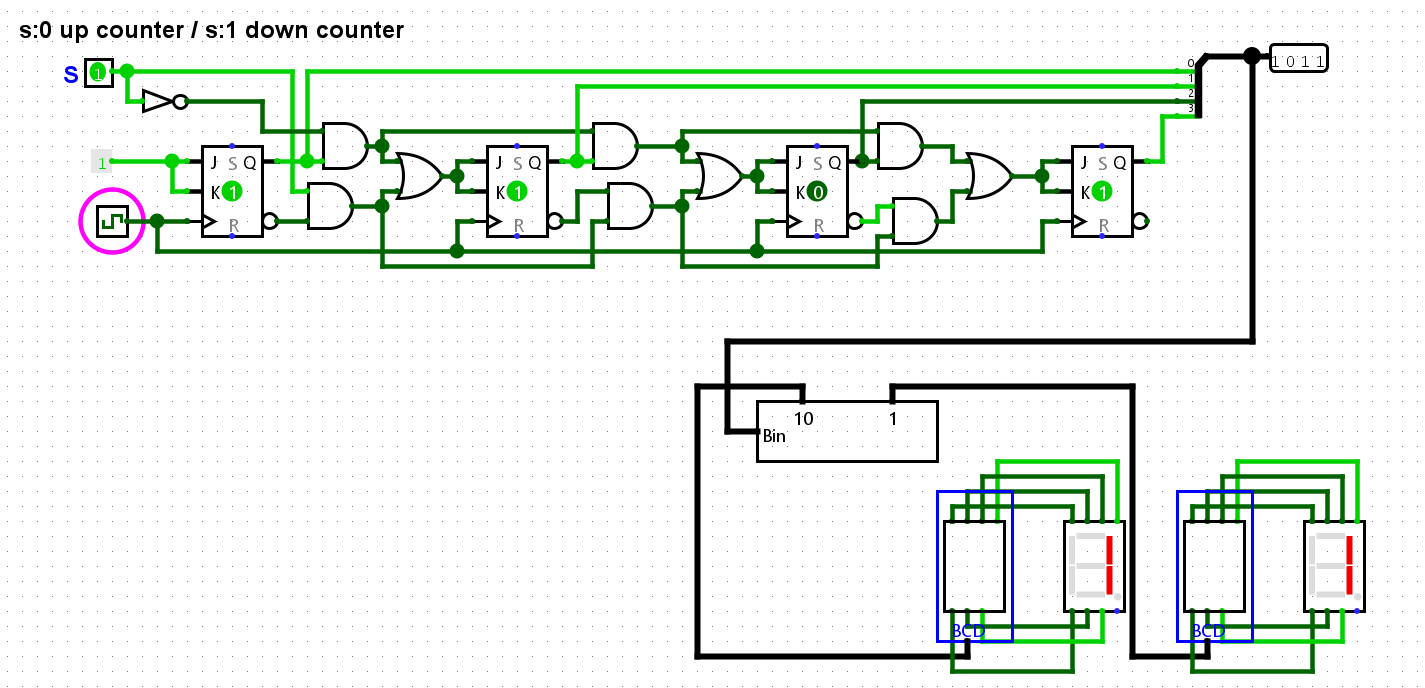 s:0 up counter / s:1 down counter
S 1
0
1
2
3
1 0 1 1
1
J S Q
K 1
R
J S Q
K 1
R
J S Q
K 0
R
J S Q
K 1
R
10 1
Bin
BCD
BCD